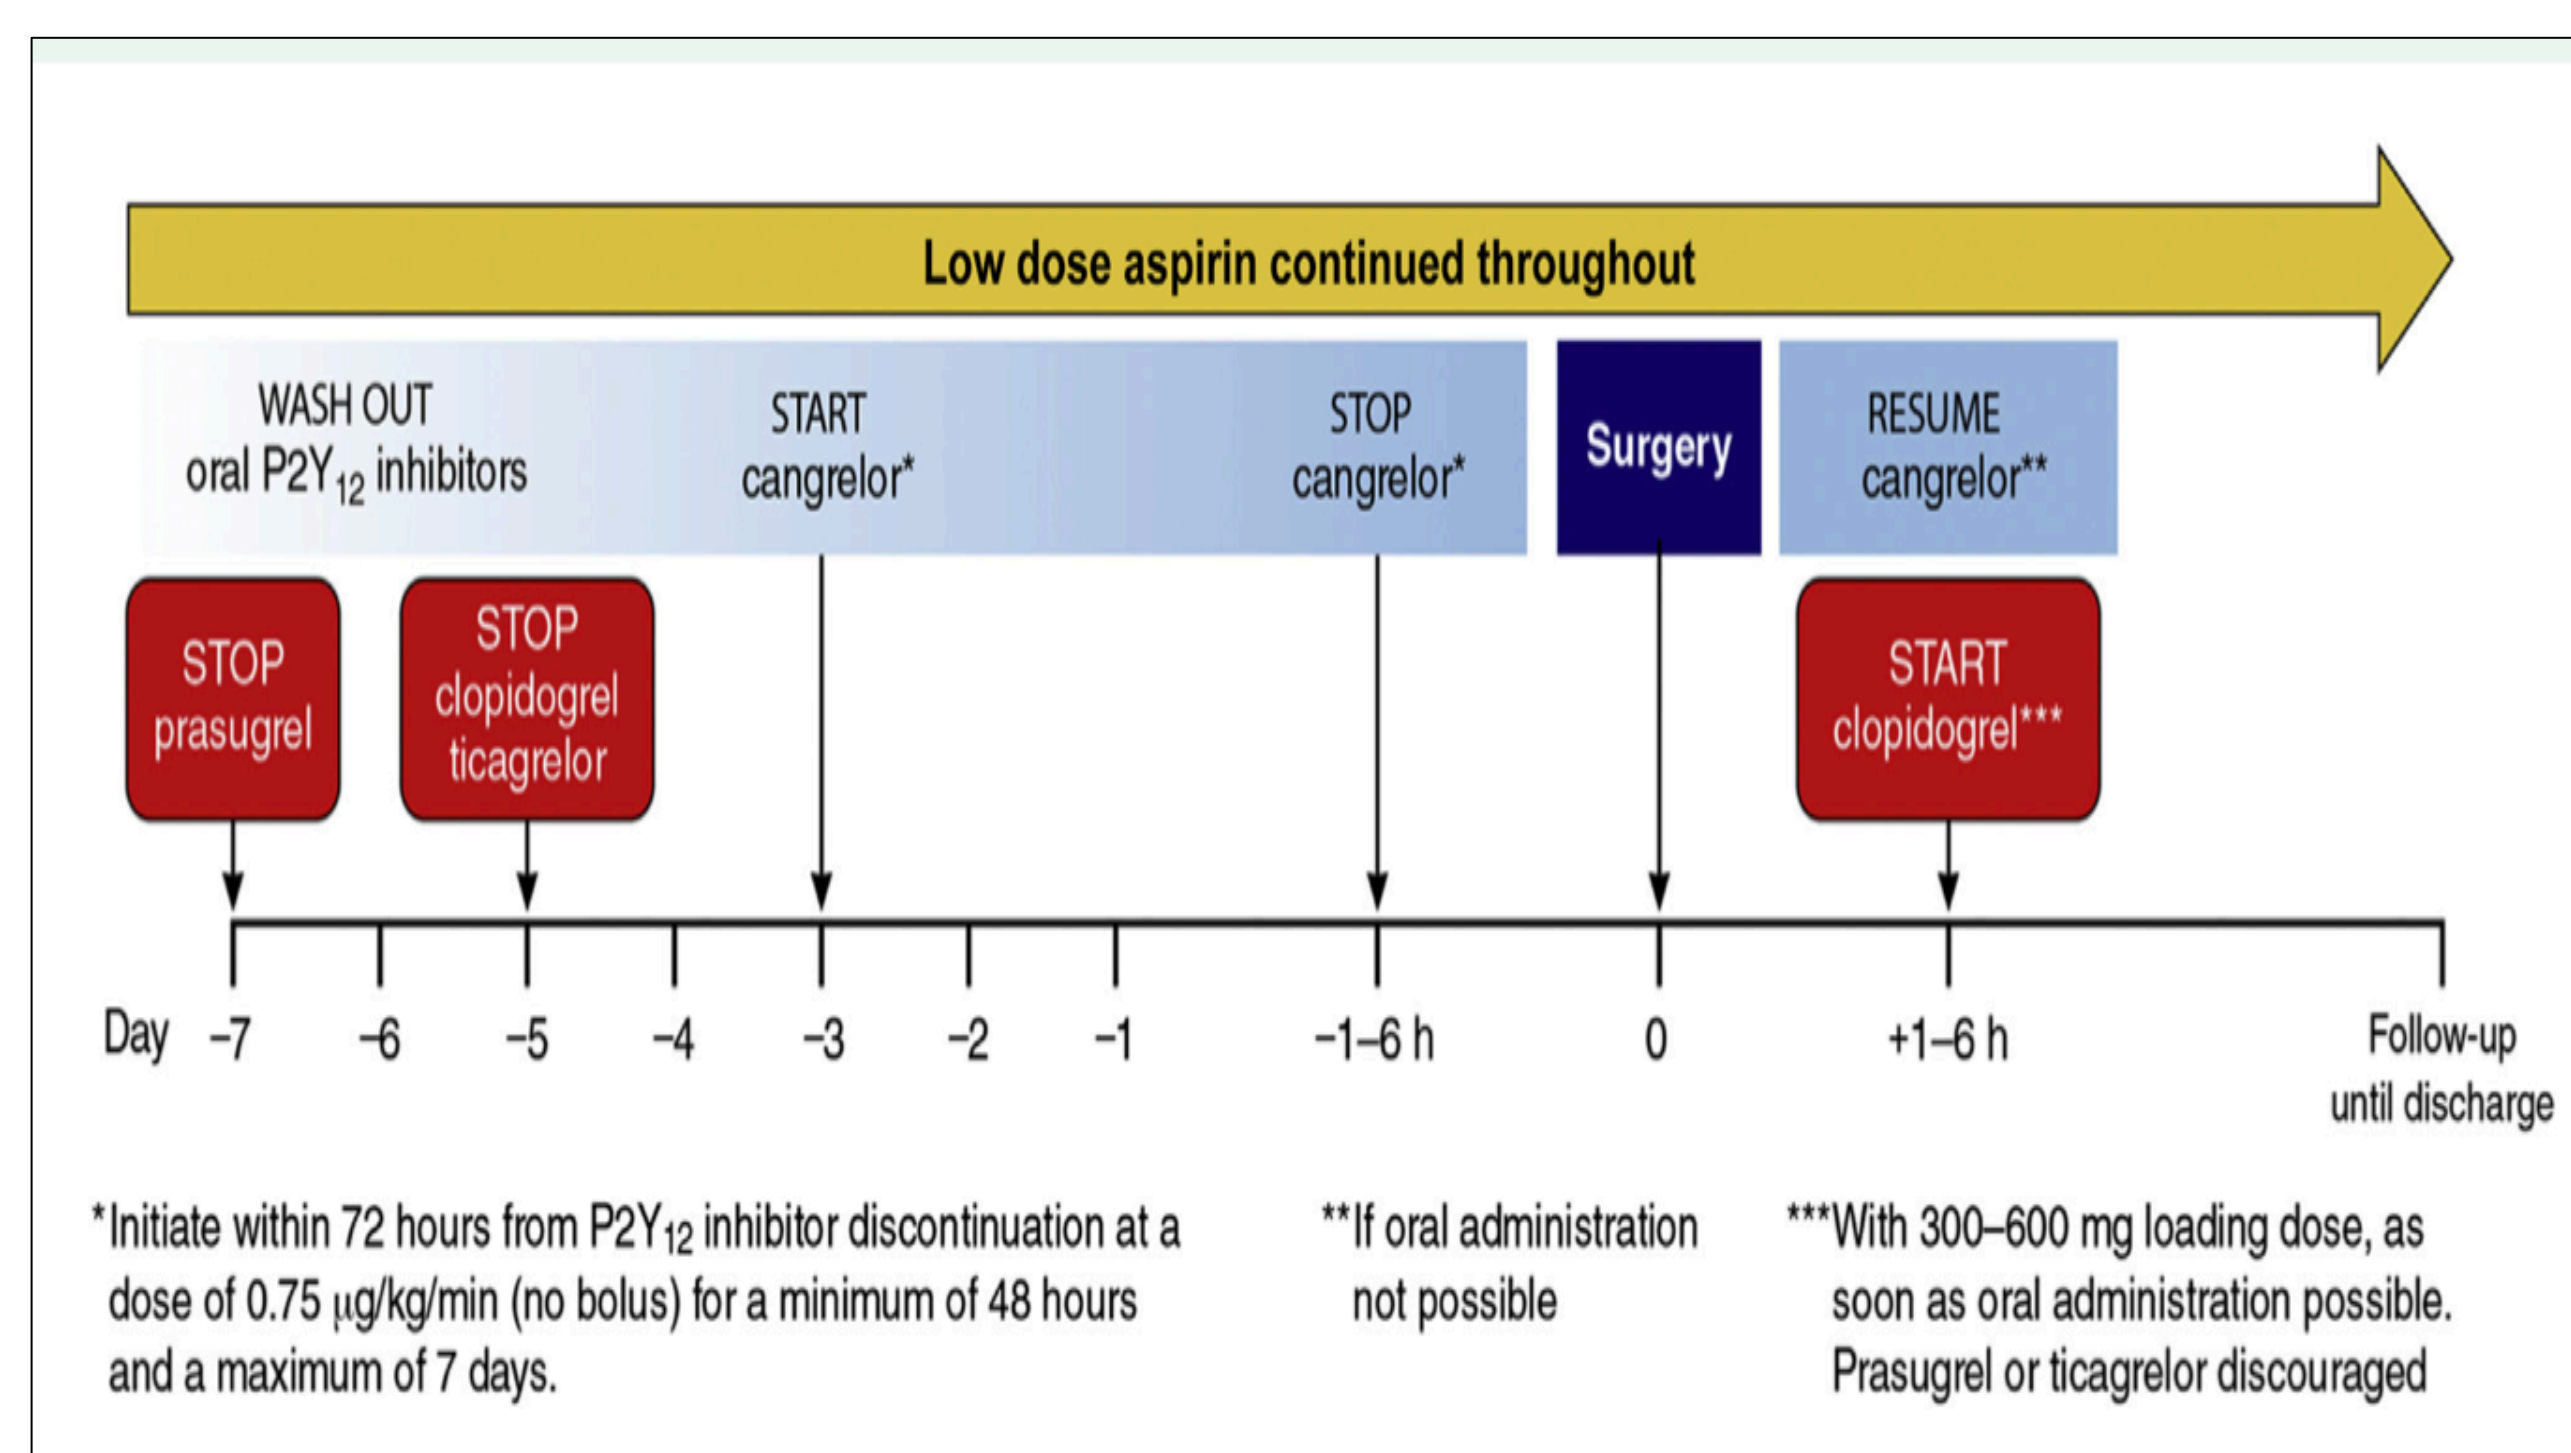 Low dose aspirin continued throughout
WASH OUT
oral P2Y12 inhibitors
START
cangrelor*
STOP
cangrelor*
Surgery
RESUME
cangrelor**
STOP
prasugrel
STOP
clopidogrel
ticagrelor
START
clopidogrel***
Day –7 –6 –5 –4 –3 –2 –1 –1–6 h 0 +1–6 h Follow-up
until discharge
*Initiate within 72 hours from P2Y12 inhibitor discontinuation at a
dose of 0.75 µg/kg/min (no bolus) for a minimum of 48 hours
and a maximum of 7 days.
**If oral administration
not possible
***With 300–600 mg loading dose, as
soon as oral administration possible.
Prasugrel or ticagrelor discouraged